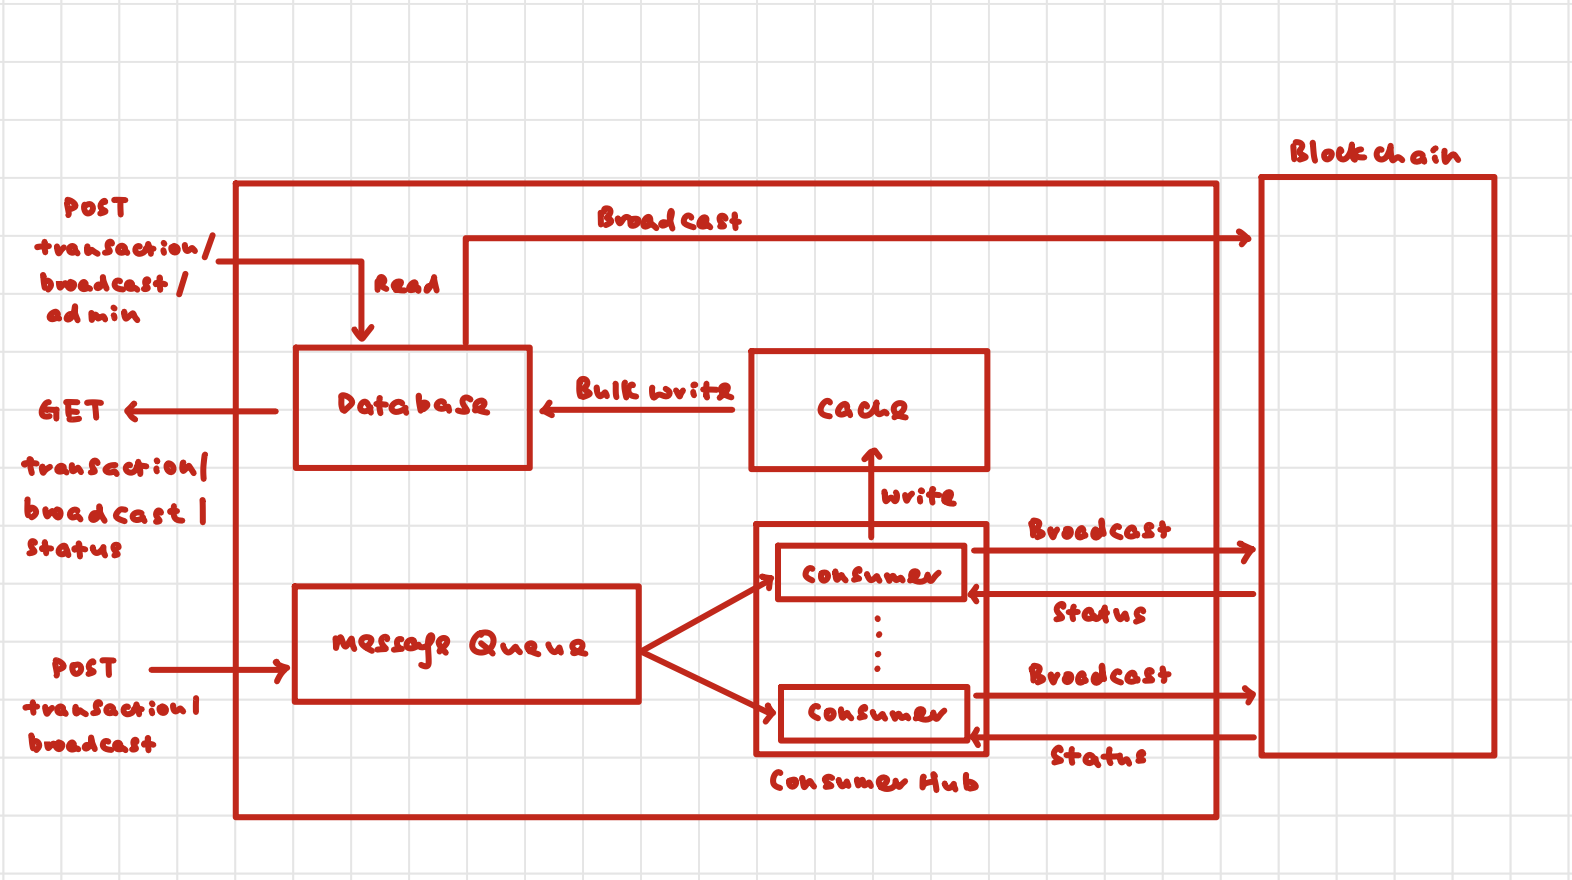 Blockchain
POST
transaction/
broadcast/
admin
Broadcast
Read
GET
transaction/
broadcast/
status
Database
Bulk write
Cache
write
POST
transaction/
broadcast
Message Queue
Consumer
Consumer
Consumer Hub
Broadcast
Status
Broadcast
Status